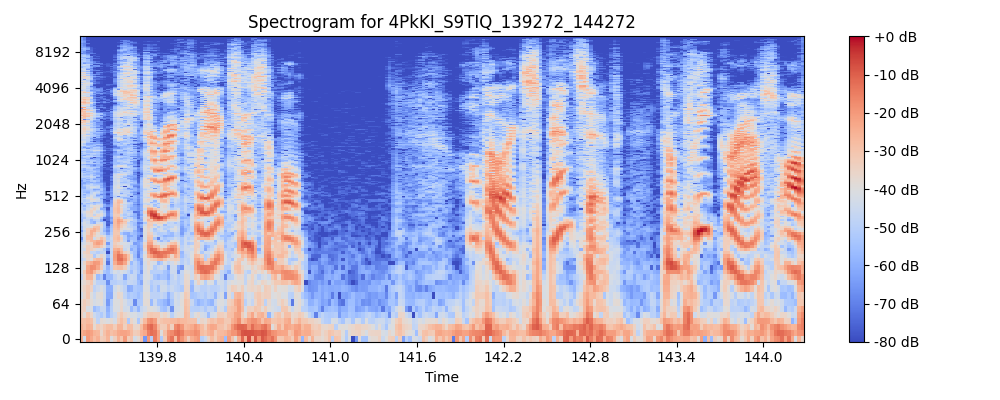 Spectrogram for 4PkKI_S9TIQ_139272_144272
Hz
8192
4096
2048
1024
512
256
128
64
0
139.8
140.4
141.0
141.6
142.2
142.8
143.4
144.0
Time
+0 dB
-10 dB
-20 dB
-30 dB
-40 dB
-50 dB
-60 dB
-70 dB
-80 dB